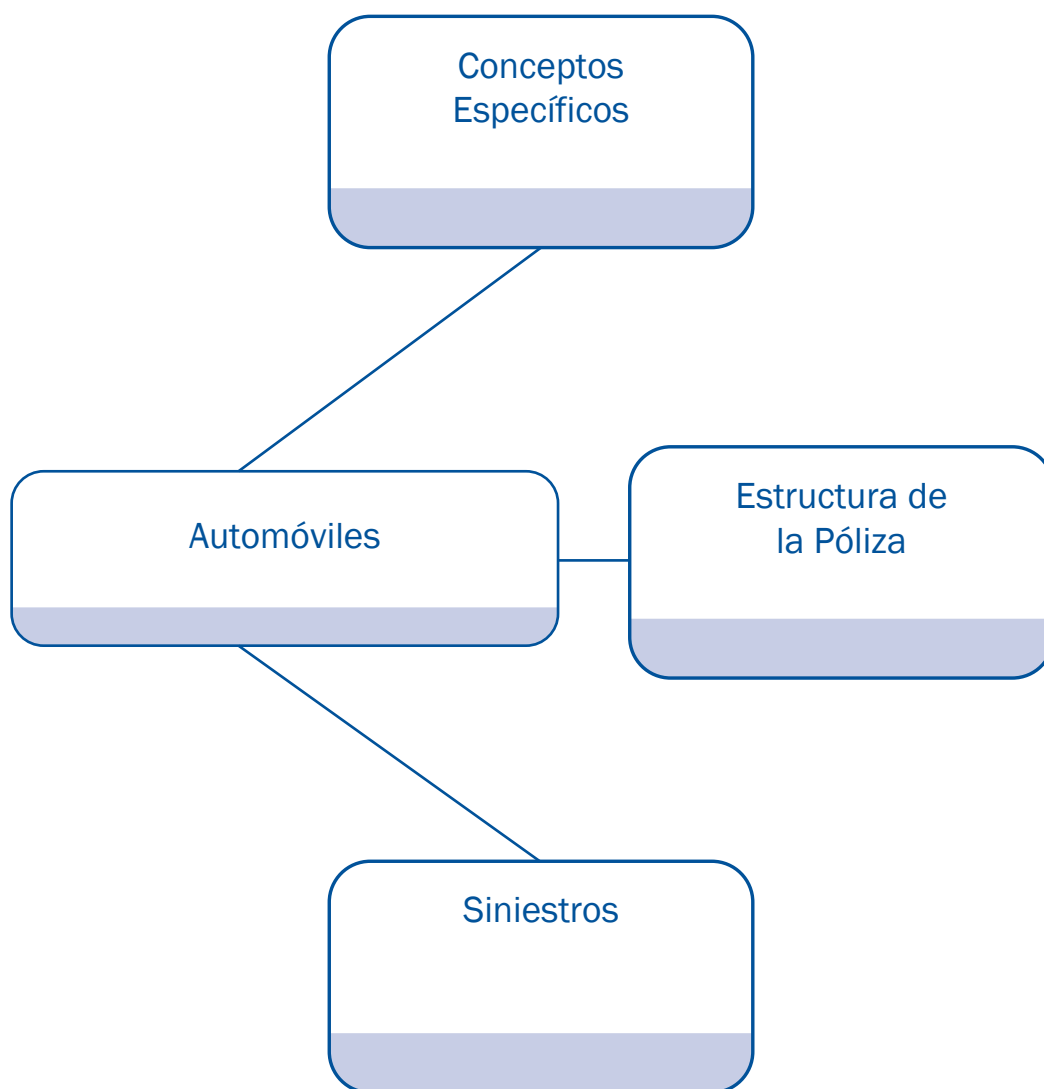 Conceptos
Específicos
Automóviles
Estructura de
la Póliza
Siniestros